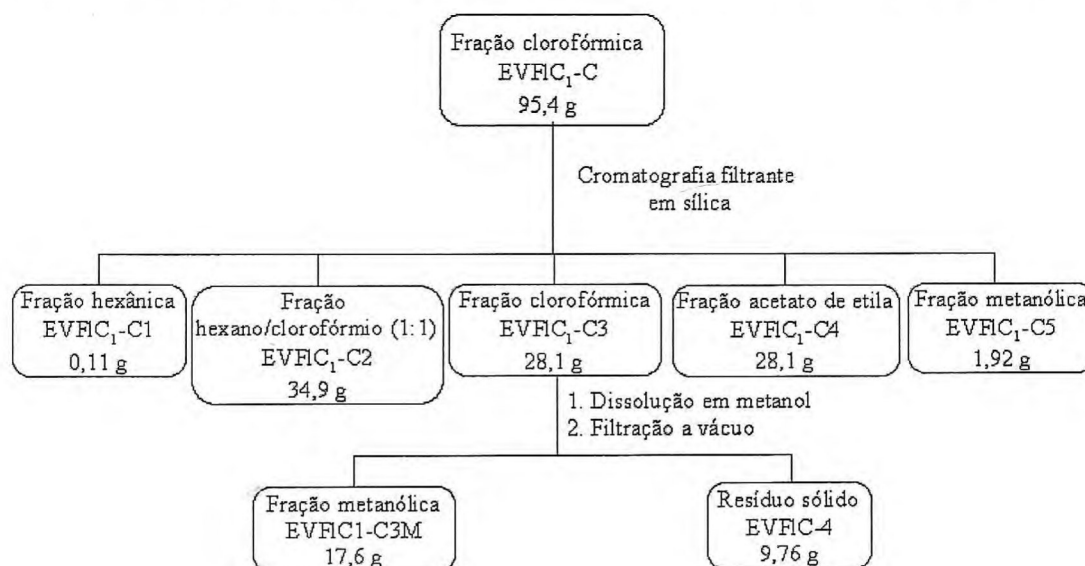 Fração clorofórmica
EVFlC₁-C
95,4 g
Cromatografia filtrante
em sílica
Fração hexânica
EVFlC₁-C1
0,11 g
Fração
hexano/clorofórmio (1:1)
EVFlC₁-C2
34,9 g
Fração clorofórmica
EVFlC₁-C3
28,1 g
Fração acetato de etila
EVFlC₁-C4
28,1 g
Fração metanólica
EVFlC₁-C5
1,92 g
1. Dissolução em metanol
2. Filtração a vácuo
Fração metanólica
EVFlC1-C3M
17,6 g
Resíduo sólido
EVFlC-4
9,76 g